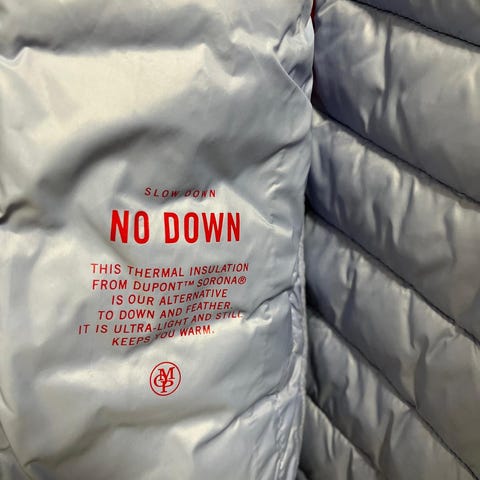 SLOW DOWN
NO DOWN
THIS THERMAL INSULATION
FROM DUPONT™ SORONA®
IS OUR ALTERNATIVE
TO DOWN AND FEATHER.
IT IS ULTRA-LIGHT AND STILL
KEEPS YOU WARM.
MOP